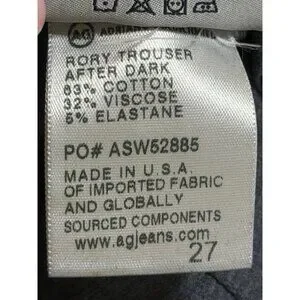 AG
RORY TROUSER
AFTER DARK
63% COTTON
32% VISCOSE
5% ELASTANE
PO# ASW52885
MADE IN U.S.A.
OF IMPORTED FABRIC
AND GLOBALLY
SOURCED COMPONENTS
www.agjeans.com
27